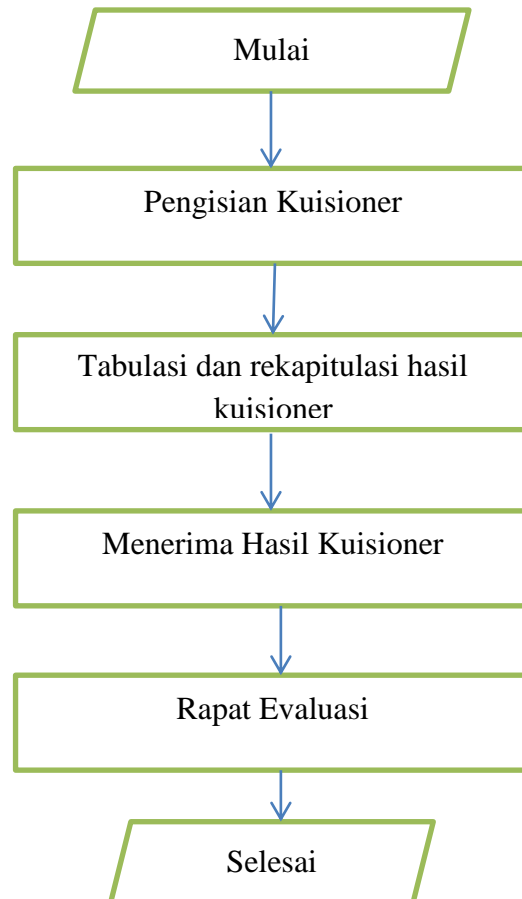 Mulai
Pengisian Kuisioner
Tabulasi dan rekapitulasi hasil
kuisioner
Menerima Hasil Kuisioner
Rapat Evaluasi
Selesai